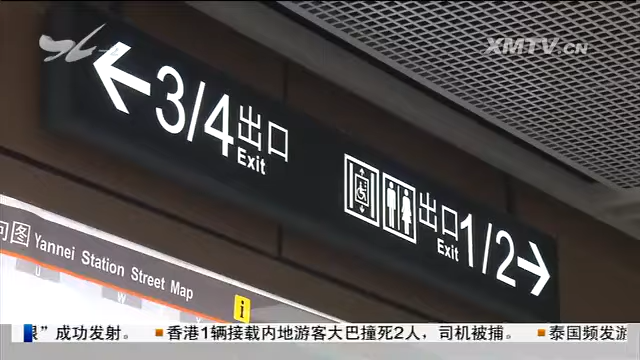 XMTV.CN
3/4 出口
Exit
出口 1/2
Exit
向图
Yannei Station Street Map
U
W
Y
i
”成功发射。 香港1辆接载内地游客大巴撞死2人，司机被捕。 泰国频发游